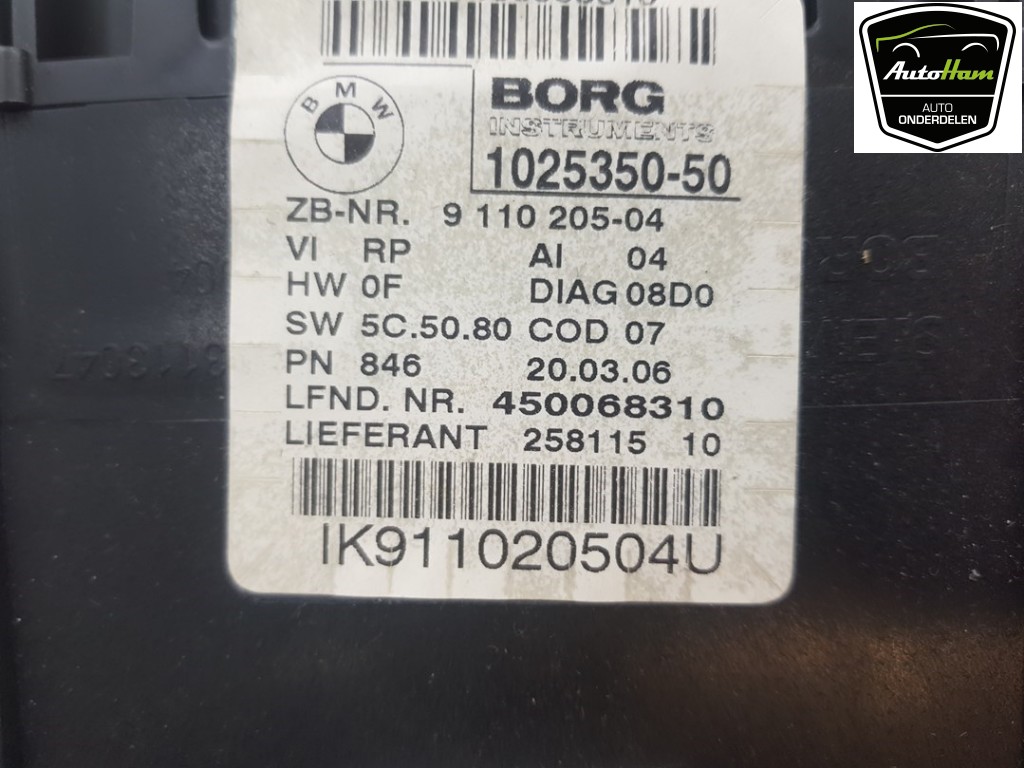 BMW
BORG
INSTRUMENTS
1025350-50
ZB-NR. 9 110 205-04
VI RP AI 04
HW 0F DIAG 08D0
SW 5C.50.80 COD 07
PN 846 20.03.06
LFND. NR. 450068310
LIEFERANT 258115 10
IK911020504U
AutoHam
AUTO
ONDERDELEN